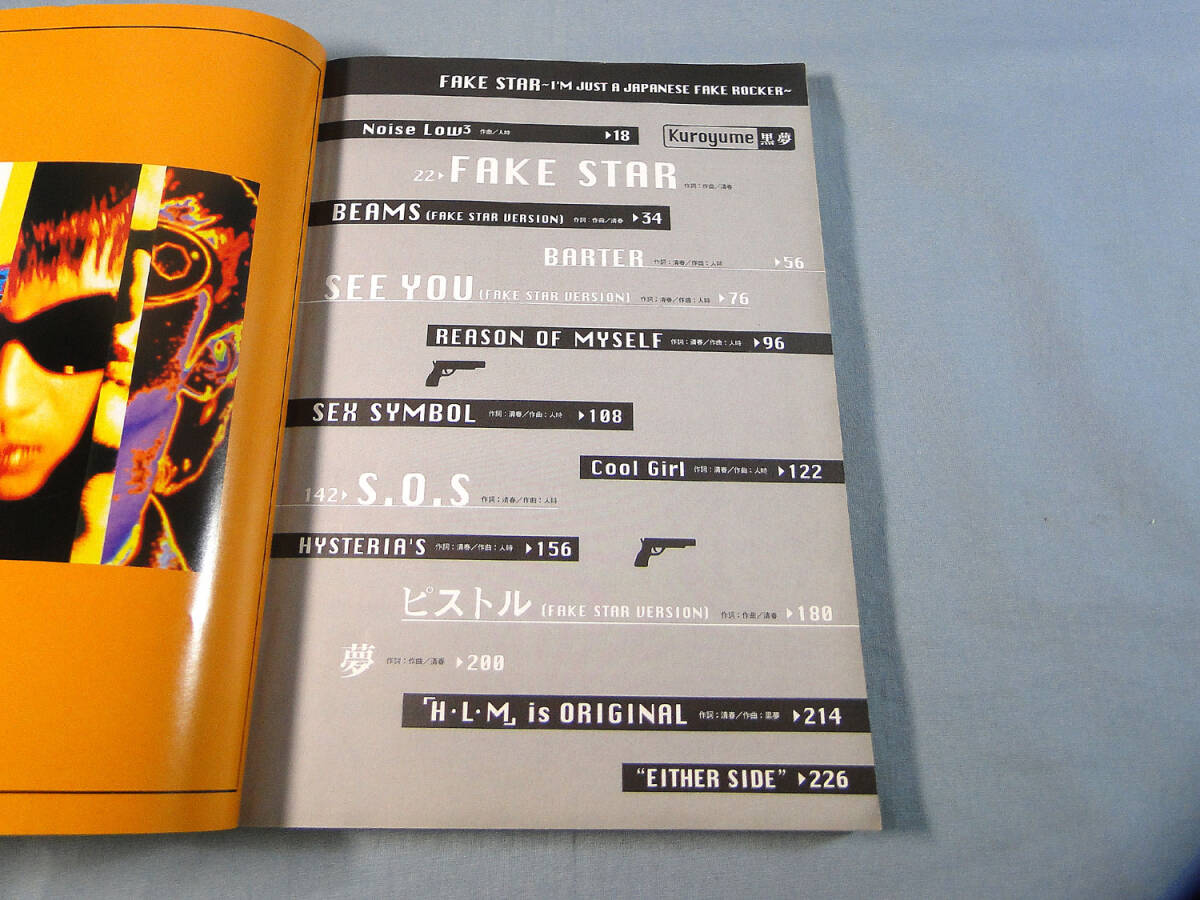 FAKE STAR~I'M JUST A JAPANESE FAKE ROCKER~
Noise Low3 作曲/人時 ▶18
Kuroyume 黒夢
22▶FAKE STAR 作詞:作曲/清春
BEAMS (FAKE STAR VERSION) 作詞:作曲/清春 ▶34
BARTER 作詞:清春/作曲:人時 ▶56
SEE YOU (FAKE STAR VERSION) 作詞:清春/作曲:人時 ▶76
REASON OF MYSELF 作詞:清春/作曲:人時 ▶96
SEX SYMBOL 作詞:清春/作曲:人時 ▶108
Cool Girl 作詞:清春/作曲:人時 ▶122
142▶S.O.S 作詞:清春/作曲:人時
HYSTERIA'S 作詞:清春/作曲:人時 ▶156
ピストル (FAKE STAR VERSION) 作詞:作曲/清春 ▶180
夢 作詞:作曲/清春 ▶200
「H・L・M」 is ORIGINAL 作詞:清春/作曲:黒夢 ▶214
"EITHER SIDE" ▶226